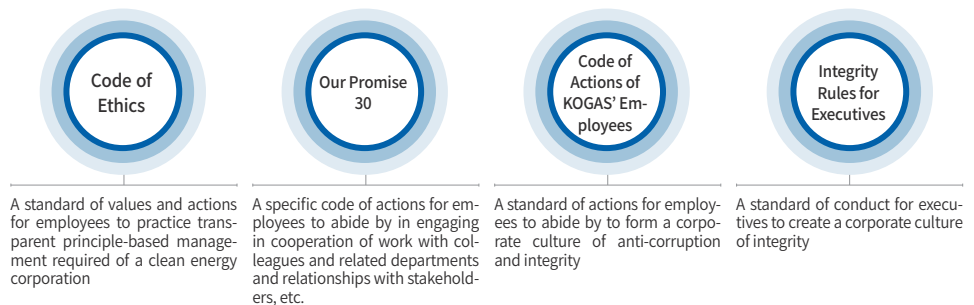 Code of
Ethics
A standard of values and actions
for employees to practice trans-
parent principle-based manage-
ment required of a clean energy
corporation
Our Promise
30
A specific code of actions for em-
ployees to abide by in engaging
in cooperation of work with col-
leagues and related departments
and relationships with stakehold-
ers, etc.
Code of
Actions of
KOGAS' Em-
ployees
A standard of actions for employ-
ees to abide by to form a corpo-
rate culture of anti-corruption
and integrity
Integrity
Rules for
Executives
A standard of conduct for execu-
tives to create a corporate culture
of integrity